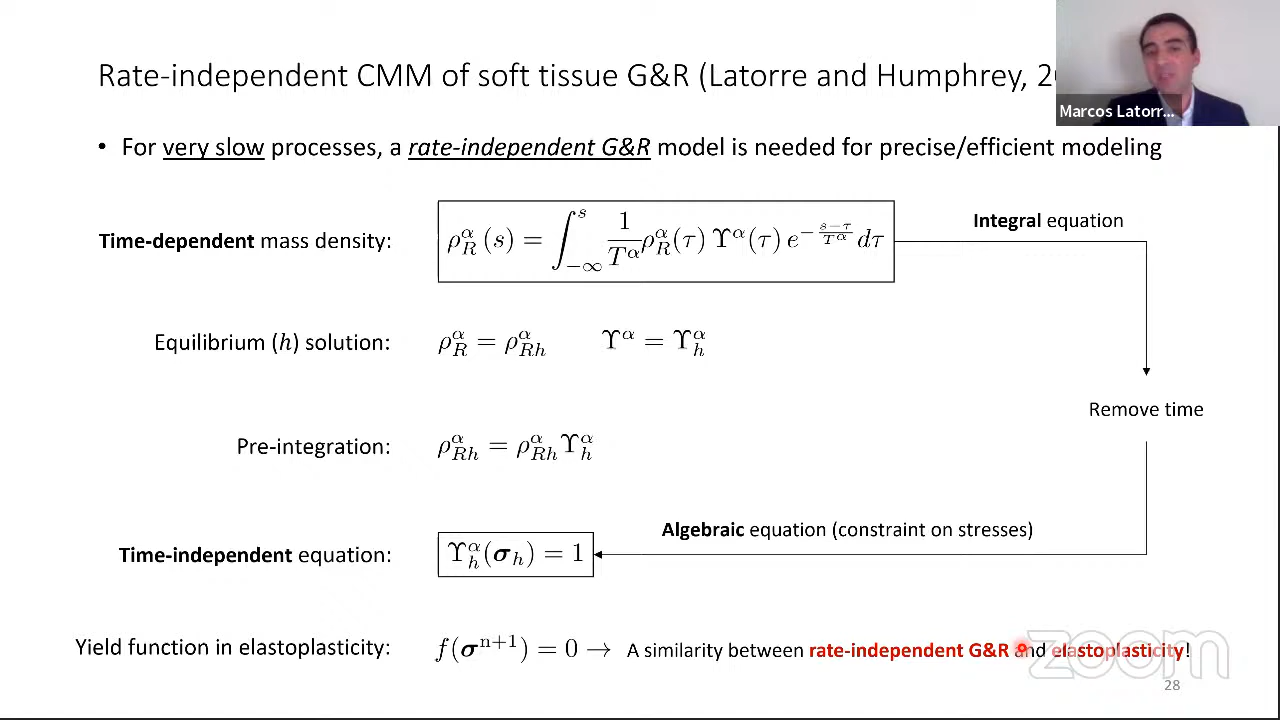 Rate-independent CMM of soft tissue G&R (Latorre and Humphrey, 2
Marcos Latorr...
• For very slow processes, a rate-independent G&R model is needed for precise/efficient modeling
Time-dependent mass density: ρ_R^α (s) = ∫_{−∞}^{s} 1/T^α ρ_R^α(τ) ϒ^α(τ) e^{−(s−τ)/T^α} dτ
Integral equation
Equilibrium (h) solution: ρ_R^α = ρ_{Rh}^α ϒ^α = ϒ_h^α
Remove time
Pre-integration: ρ_{Rh}^α = ρ_{Rh}^α ϒ_h^α
Algebraic equation (constraint on stresses)
Time-independent equation: ϒ_h^α(σ_h) = 1
Yield function in elastoplasticity: f(σ^{n+1}) = 0 → A similarity between rate-independent G&R and elastoplasticity!
zoom
28